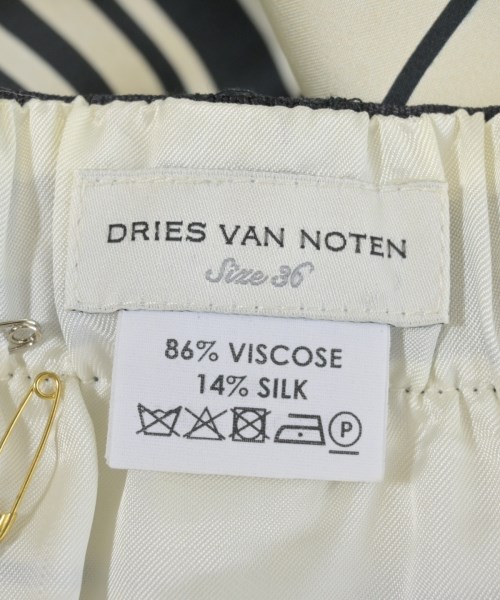 DRIES VAN NOTEN
Size 36
86% VISCOSE
14% SILK
P